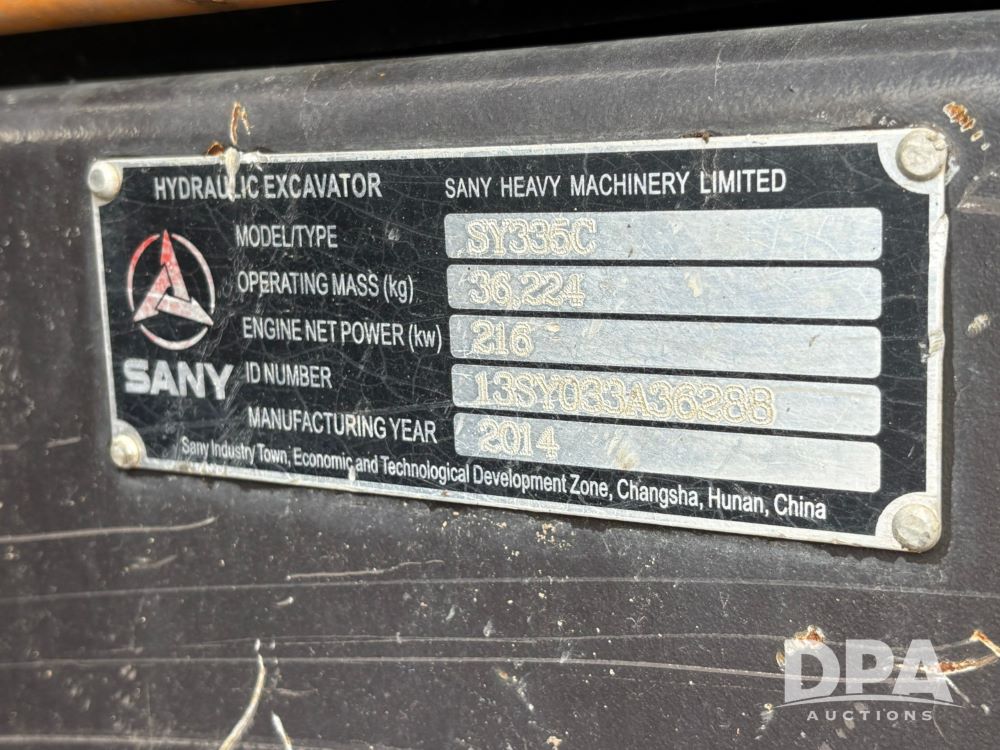 HYDRAULIC EXCAVATOR SANY HEAVY MACHINERY LIMITED
MODEL/TYPE SY335C
OPERATING MASS (kg) 36,224
ENGINE NET POWER (kw) 216
SANY
ID NUMBER 13SY033A36288
MANUFACTURING YEAR 2014
Sany Industry Town, Economic and Technological Development Zone, Changsha, Hunan, China
DPA
AUCTIONS